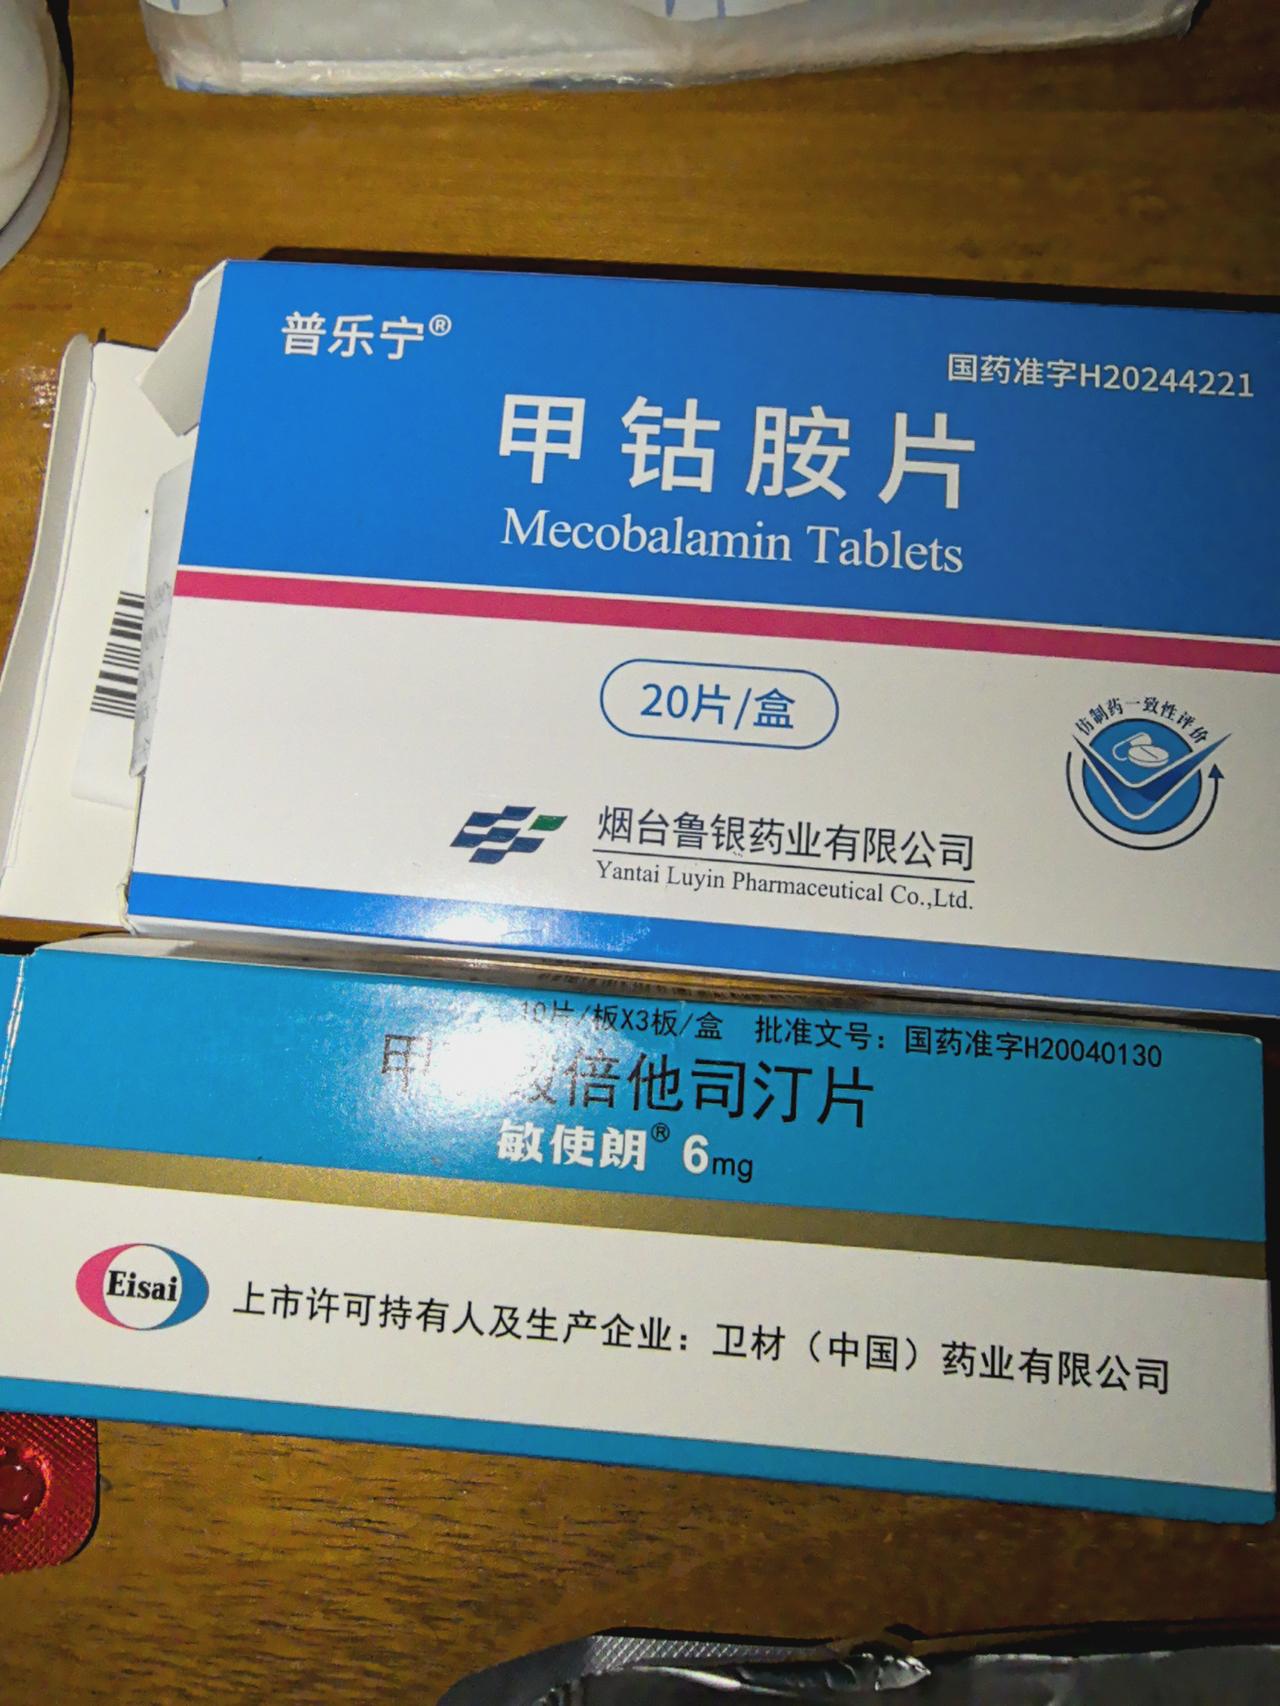 普乐宁®
国药准字H20244221
甲钴胺片
Mecobalamin Tablets
20片/盒
仿制药一致性评价
烟台鲁银药业有限公司
Yantai Luyin Pharmaceutical Co.,Ltd.
10片/板X3板/盒 批准文号：国药准字H20040130
甲 倍他司汀片
敏使朗® 6mg
Eisai
上市许可持有人及生产企业：卫材（中国）药业有限公司